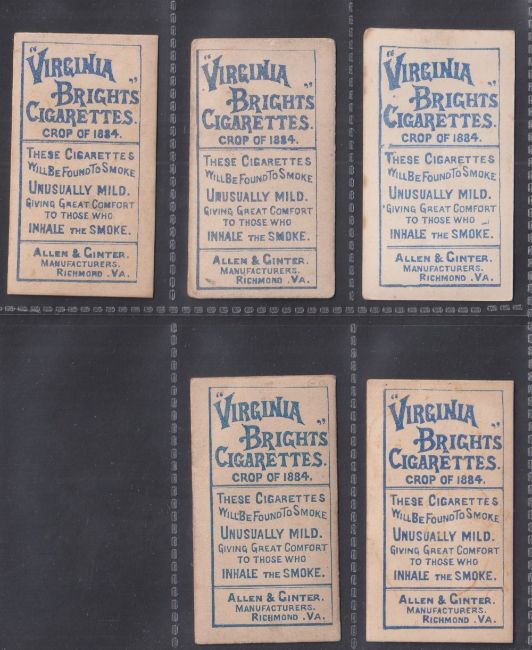 "VIRGINIA
BRIGHTS"
CIGARETTES.
CROP OF 1884.
THESE CIGARETTES
WILL BE FOUND TO SMOKE
UNUSUALLY MILD.
GIVING GREAT COMFORT
TO THOSE WHO
INHALE THE SMOKE.
ALLEN & GINTER.
MANUFACTURERS.
RICHMOND .VA.
"VIRGINIA
BRIGHTS"
CIGARETTES.
CROP OF 1884.
THESE CIGARETTES
WILL BE FOUND TO SMOKE
UNUSUALLY MILD.
GIVING GREAT COMFORT
TO THOSE WHO
INHALE THE SMOKE.
ALLEN & GINTER.
MANUFACTURERS.
RICHMOND .VA.
"VIRGINIA
BRIGHTS"
CIGARETTES.
CROP OF 1884.
THESE CIGARETTES
WILL BE FOUND TO SMOKE
UNUSUALLY MILD.
GIVING GREAT COMFORT
TO THOSE WHO
INHALE THE SMOKE.
ALLEN & GINTER.
MANUFACTURERS.
RICHMOND .VA.
"VIRGINIA
BRIGHTS"
CIGARETTES.
CROP OF 1884.
THESE CIGARETTES
WILL BE FOUND TO SMOKE
UNUSUALLY MILD.
GIVING GREAT COMFORT
TO THOSE WHO
INHALE THE SMOKE.
ALLEN & GINTER.
MANUFACTURERS.
RICHMOND .VA.
"VIRGINIA
BRIGHTS"
CIGARETTES.
CROP OF 1884.
THESE CIGARETTES
WILL BE FOUND TO SMOKE
UNUSUALLY MILD.
GIVING GREAT COMFORT
TO THOSE WHO
INHALE THE SMOKE.
ALLEN & GINTER.
MANUFACTURERS.
RICHMOND .VA.